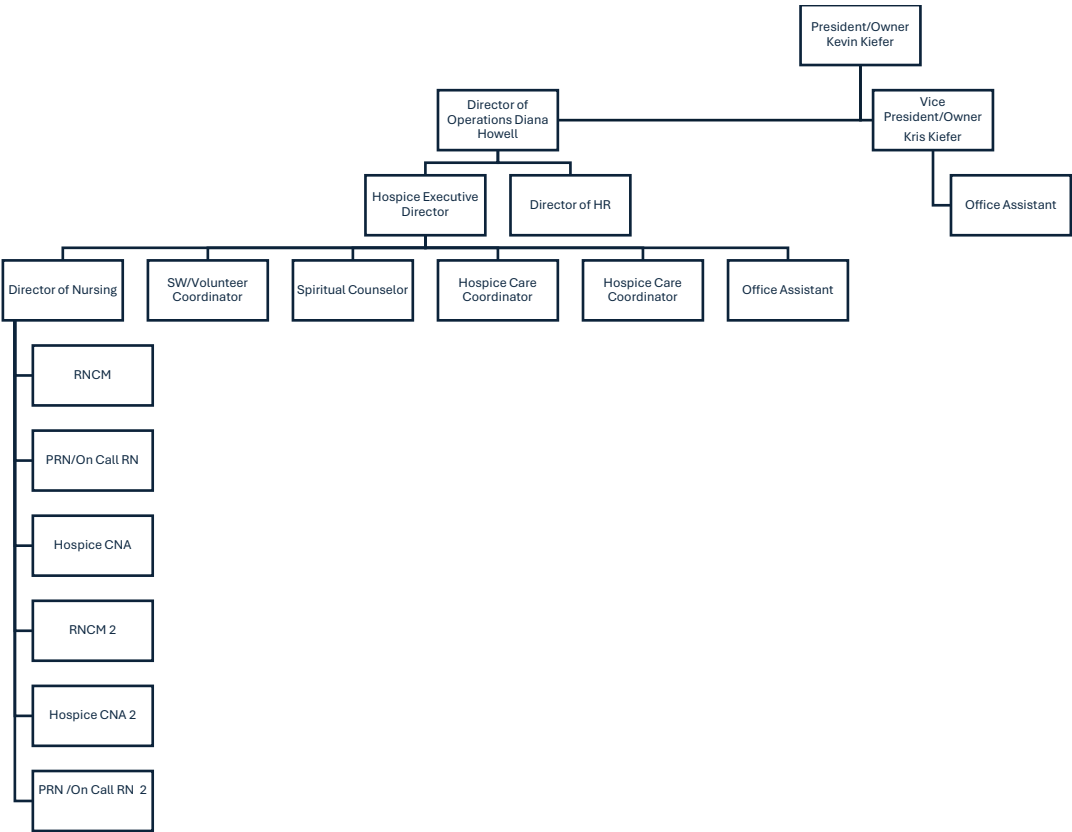 President/Owner
Kevin Kiefer
Director of
Operations Diana
Howell
Vice
President/Owner
Kris Kiefer
Hospice Executive
Director
Director of HR
Office Assistant
Director of Nursing
SW/Volunteer
Coordinator
Spiritual Counselor
Hospice Care
Coordinator
Hospice Care
Coordinator
Office Assistant
RNCM
PRN/On Call RN
Hospice CNA
RNCM 2
Hospice CNA 2
PRN /On Call RN  2